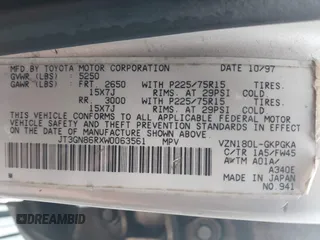 MFD.BY TOYOTA MOTOR CORPORATION DATE 10/97
GVWR (LBS) 5250
GAWR (LBS) FRT 2650 WITH P225/75R15 TIRES.
15X7J RIMS. AT 29PSI COLD
RR 3000 WITH P225/75R15 TIRES.
15X7J RIMS. AT 29PSI COLD
THIS VEHICLE CONFORMS TO ALL APPLICABLE FEDERAL MOTOR
VEHICLE SAFETY AND BUMPER STANDARDS IN EFFECT ON THE
DATE OF MANUFACTURE SHOWN ABOVE.
JT3GN86RXW0063561 MPV VZN180L-GKPGKA
C/TR 1A5/FW45
AWTM A01A/
A340E
MADE IN JAPAN
NO.941
DREAMBID